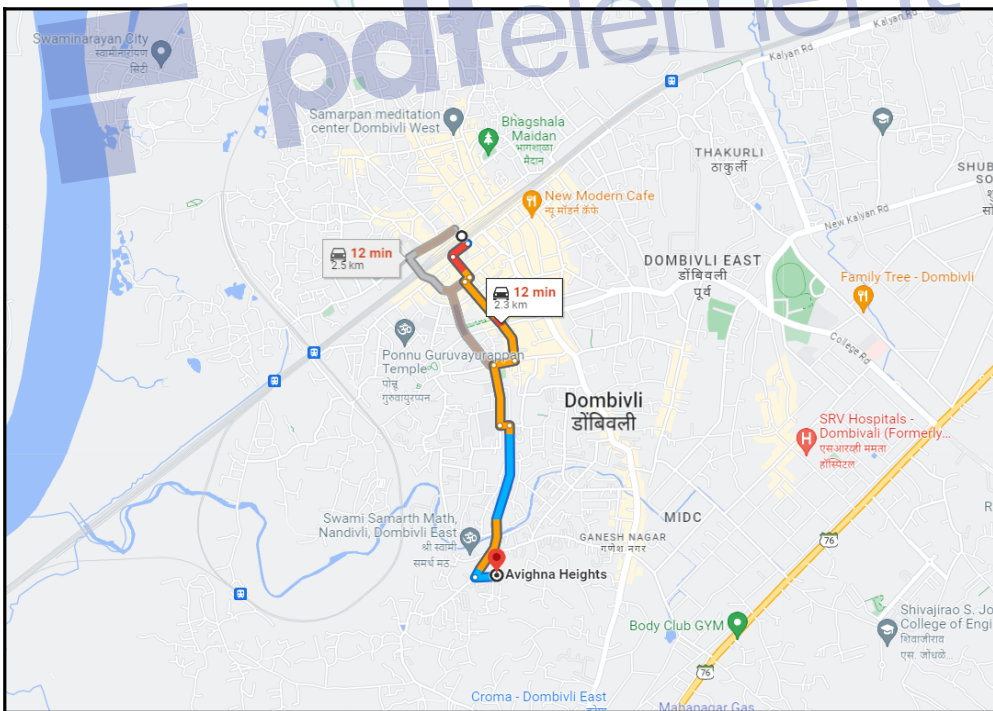 pdfelement
Kalyan Rd
Kalyan Rd
Swaminarayan City
स्वामीनारायण
सिटी
Samarpan meditation
center Dombivli West
Bhagshala
Maidan
भागशाळा
मैदान
THAKURLI
ठाकुर्ली
New Modern Cafe
न्यू मॉडर्न कॅफे
New Kalyan Rd
12 min
2.5 km
DOMBIVLI EAST
डोंबिवली
पूर्व
Family Tree - Dombivli
12 min
2.3 km
College Rd
Ponnu Guruvayurappan
Temple
पोन्नू
गुरुवायुरप्पन...
Dombivli
डोंबिवली
SRV Hospitals -
Dombivali (Formerly...
एसआरव्ही ममता
हॉस्पिटल
MIDC
Swami Samarth Math,
Nandivli, Dombivli East
श्री स्वामी
समर्थ मठ...
GANESH NAGAR
गणेश नगर
76
Avighna Heights
Body Club GYM
Shivajirao S. Jo
College of Engi
शिवाजीराव
एस. जोंधळे...
76
Croma - Dombivli East
Mahanagar Gas